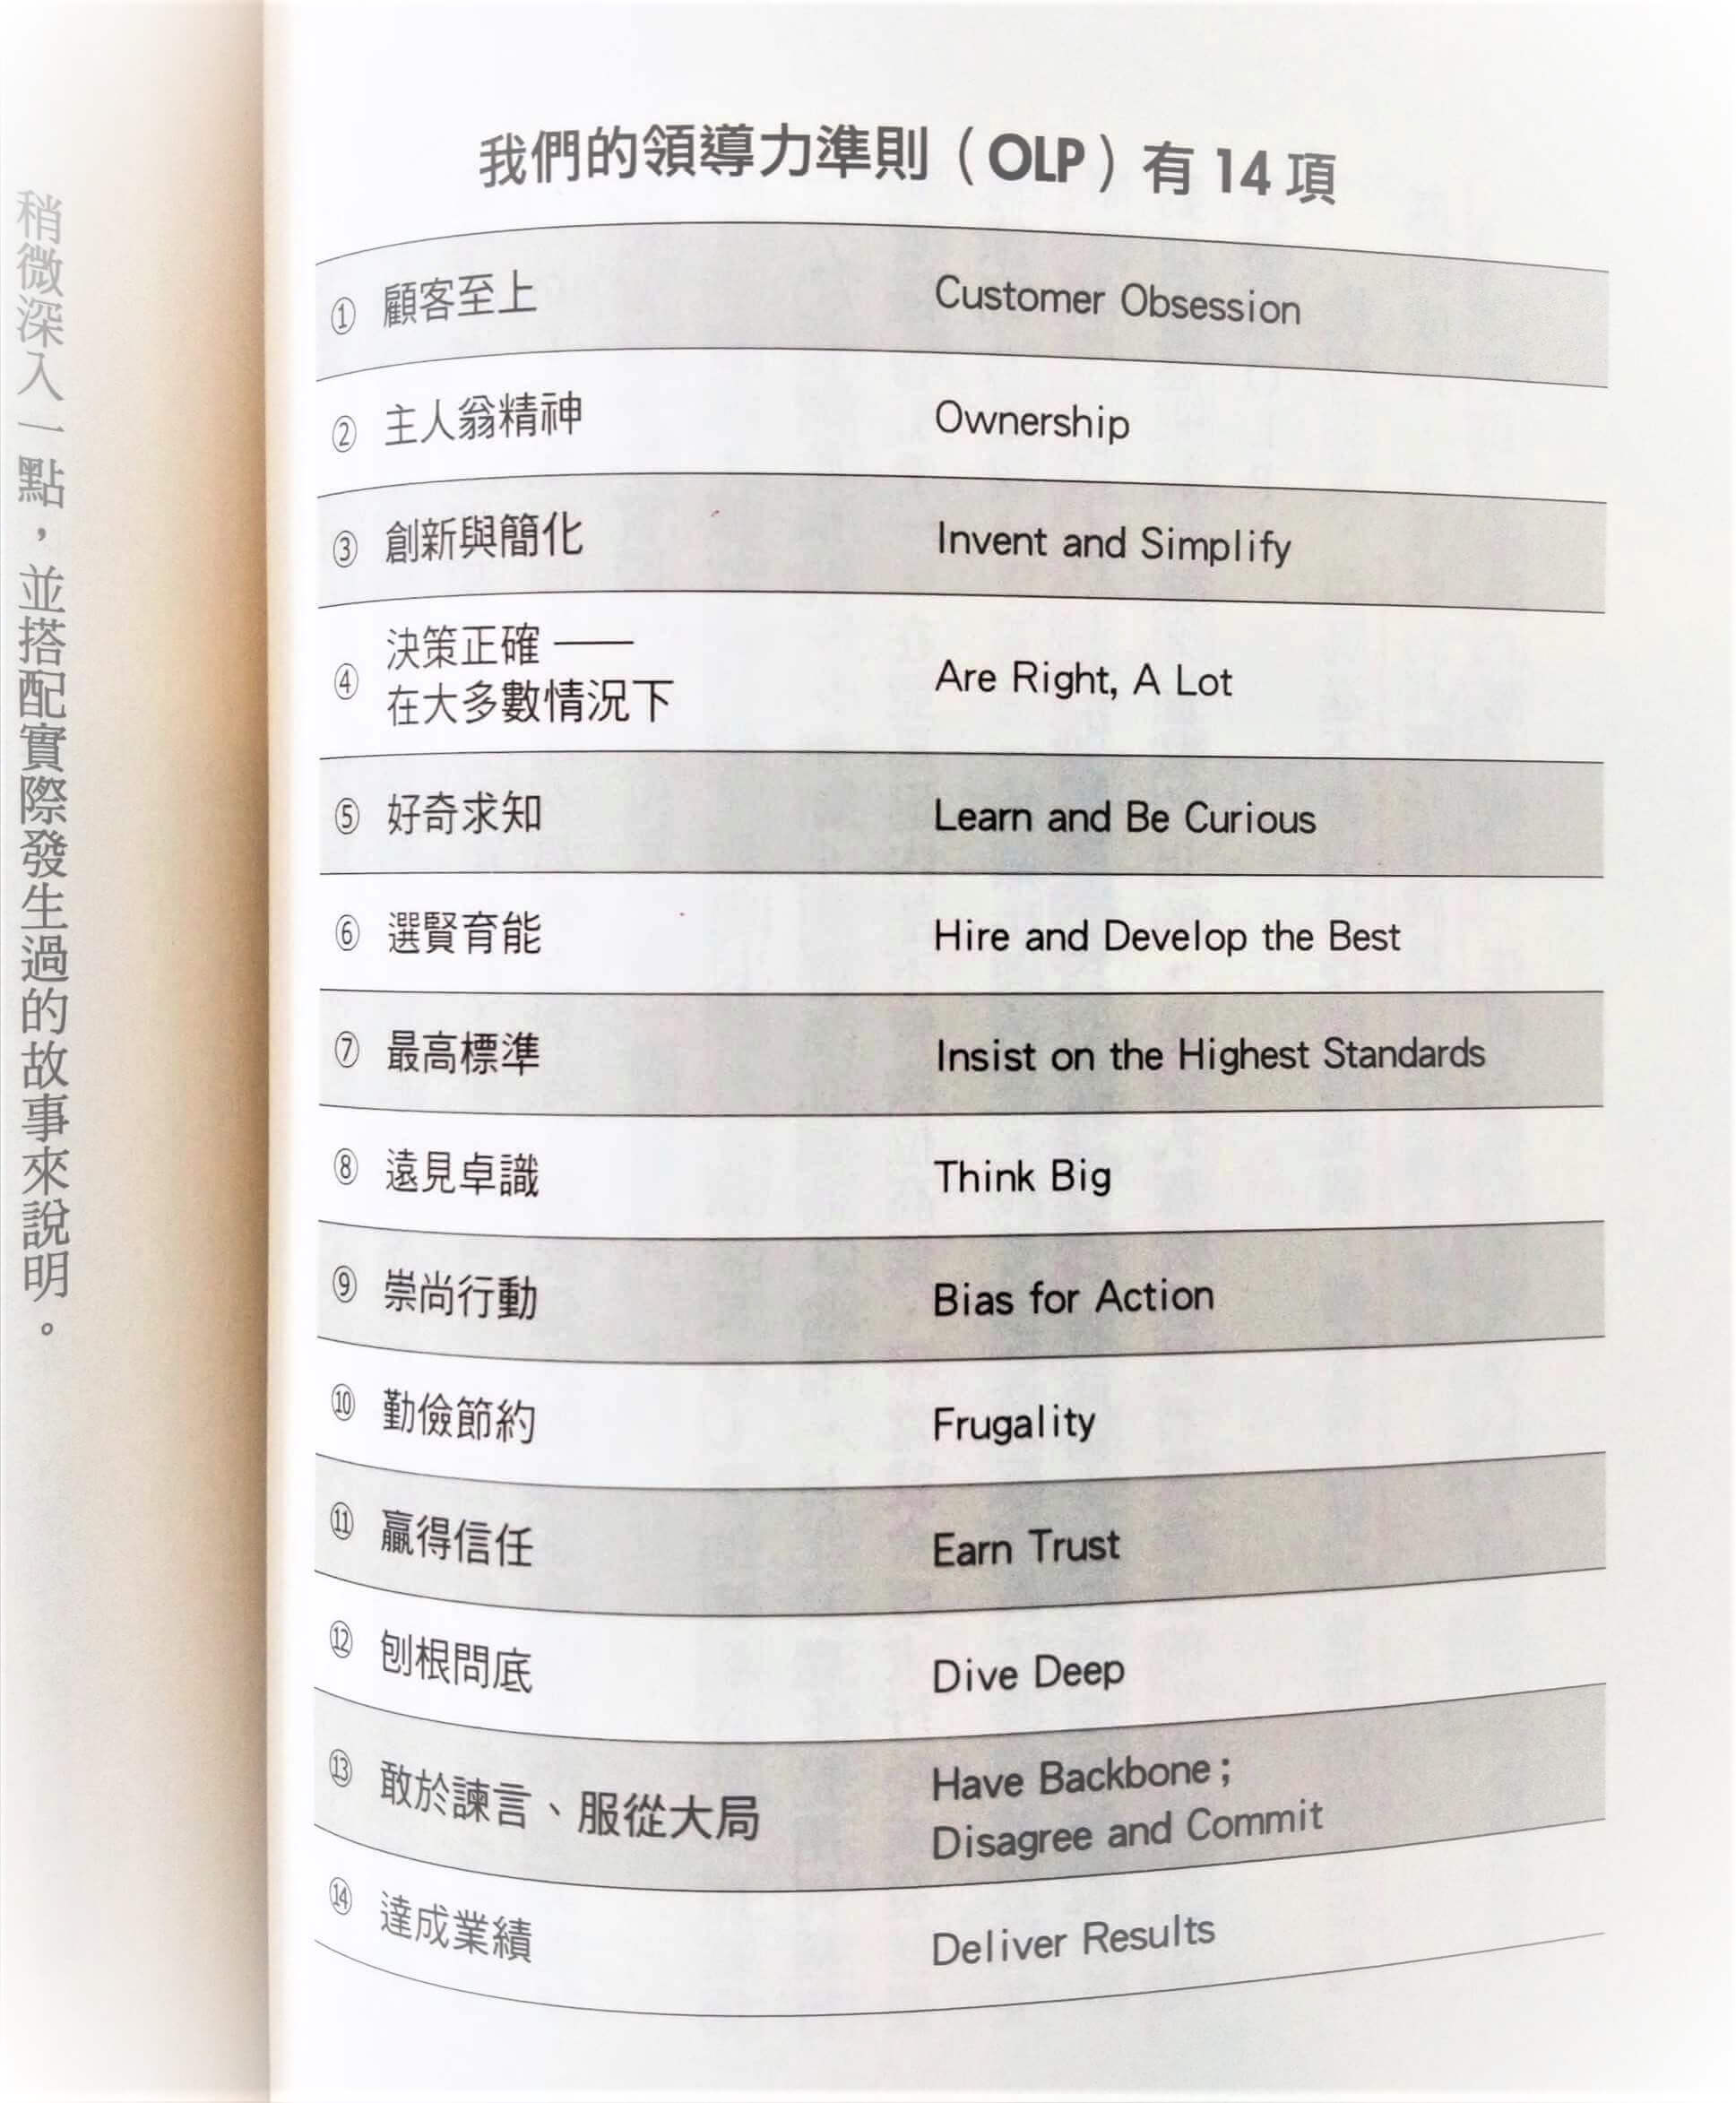 稍微深入一點，並搭配實際發生過的故事來說明。
我們的領導力準則（OLP）有 14 項
① 顧客至上 Customer Obsession
② 主人翁精神 Ownership
③ 創新與簡化 Invent and Simplify
④ 決策正確 ——
在大多數情況下 Are Right, A Lot
⑤ 好奇求知 Learn and Be Curious
⑥ 選賢育能 Hire and Develop the Best
⑦ 最高標準 Insist on the Highest Standards
⑧ 遠見卓識 Think Big
⑨ 崇尚行動 Bias for Action
⑩ 勤儉節約 Frugality
⑪ 贏得信任 Earn Trust
⑫ 刨根問底 Dive Deep
⑬ 敢於諫言、服從大局 Have Backbone；
Disagree and Commit
⑭ 達成業績 Deliver Results